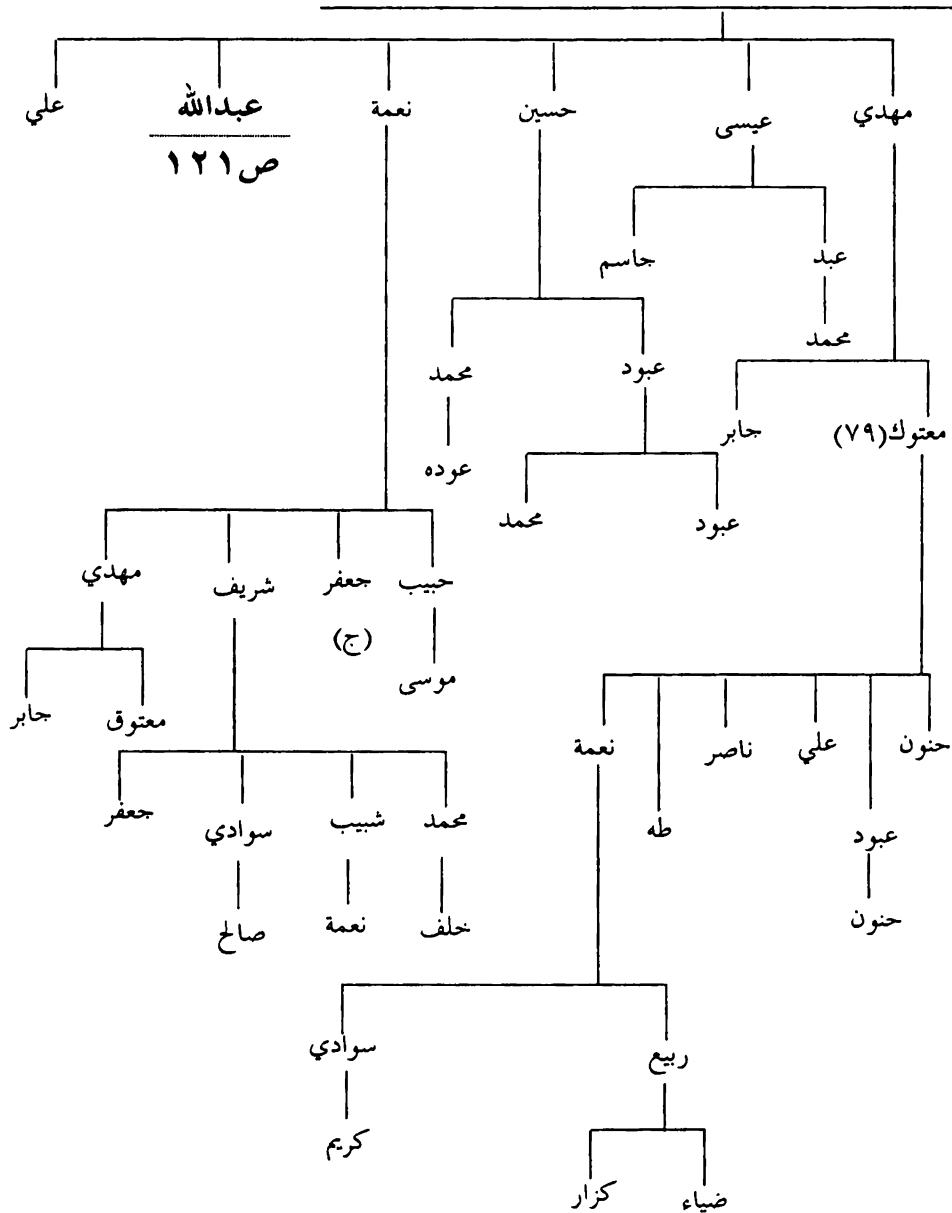 مهدي عيسى حسين نعمة عبدالله علي
ص١٢١
عبد جاسم
محمد
عبود محمد
معتوك(٧٩) جابر
عوده
عبود محمد
حبيب جعفر شريف مهدي
(ج)
موسى
معتوق جابر
حنون علي ناصر نعمة
محمد شبيب سوادي جعفر
عبود طه
حنون
خلف نعمة صالح
ربيع سوادي
كريم
ضياء كزار